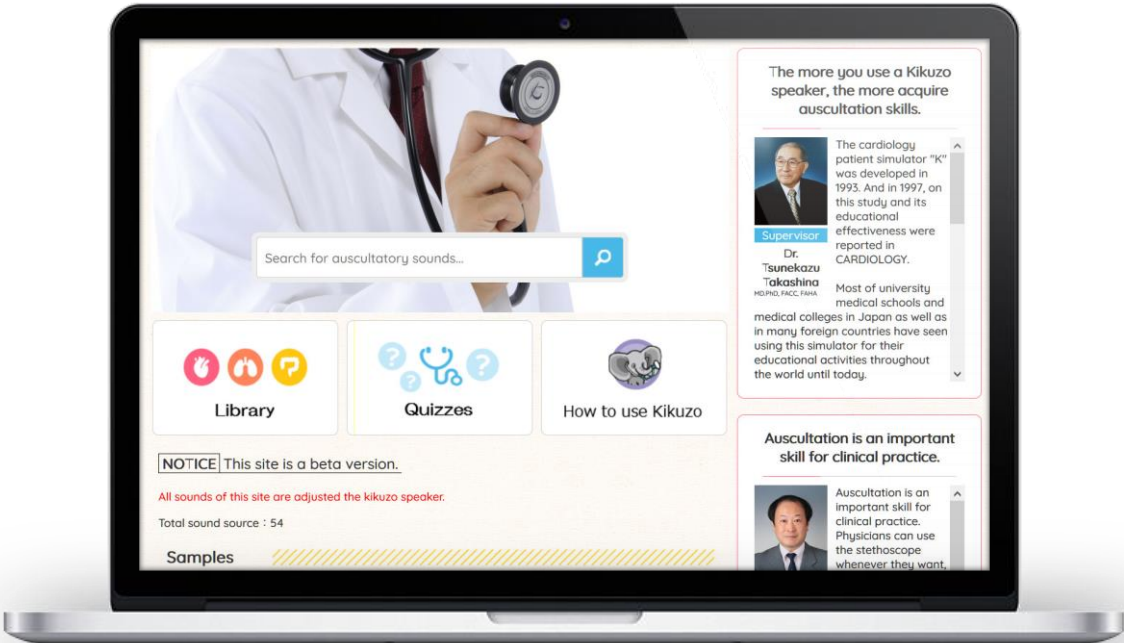 Search for auscultatory sounds...
Library
Quizzes
How to use Kikuzo
NOTICE This site is a beta version.
All sounds of this site are adjusted the kikuzo speaker.
Total sound source : 54
Samples
The more you use a Kikuzo
speaker, the more acquire
auscultation skills.
Supervisor
Dr.
Tsunekazu
Takashina
MD,PhD, FACC, FAHA
The cardiology
patient simulator "K"
was developed in
1993. And in 1997, on
this study and its
educational
effectiveness were
reported in
CARDIOLOGY.
Most of university
medical schools and
medical colleges in Japan as well as
in many foreign countries have seen
using this simulator for their
educational activities throughout
the world until today.
Auscultation is an important
skill for clinical practice.
Auscultation is an
important skill for
clinical practice.
Physicians can use
the stethoscope
whenever they want,